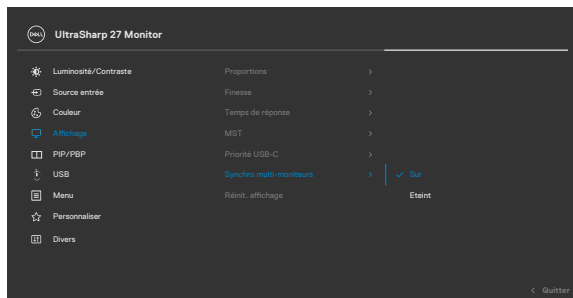 DELL UltraSharp 27 Monitor
Luminosité/Contraste Proportions
Source entrée Finesse
Couleur Temps de réponse
Affichage MST
PIP/PBP Priorité USB-C
USB Synchro multi-moniteurs Sur
Menu Réinit. affichage Eteint
Personnaliser
Divers
Quitter